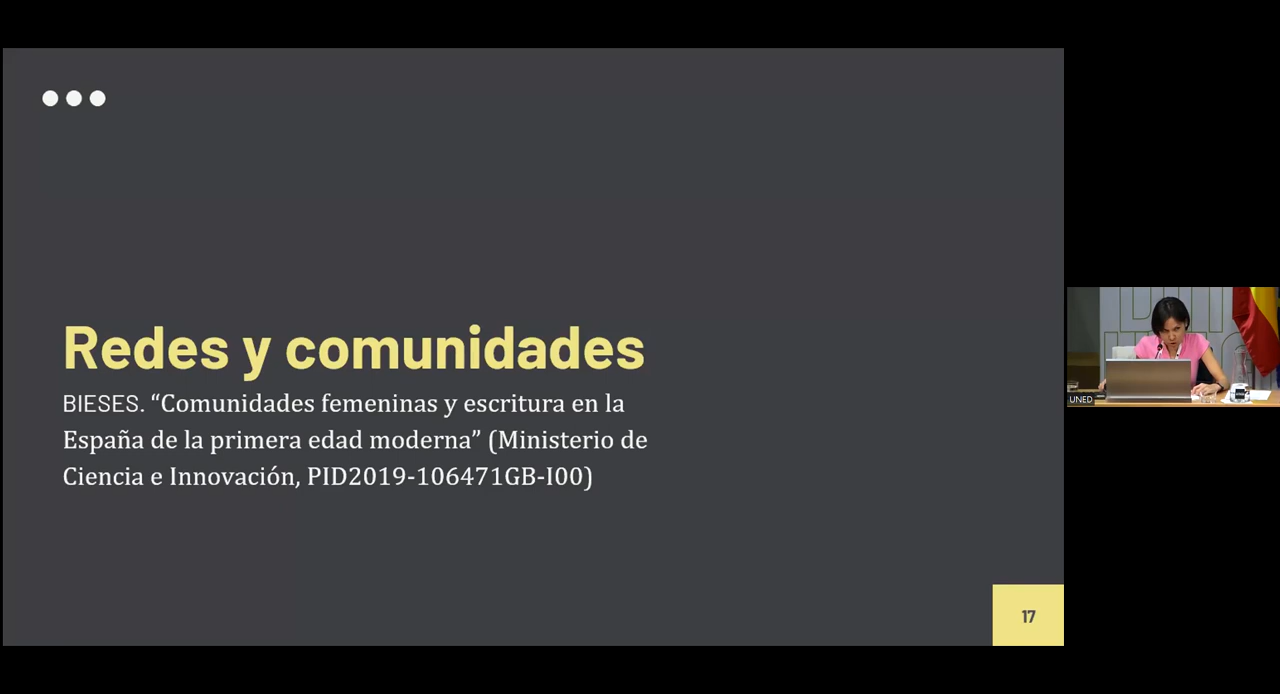 Redes y comunidades
BIESES. “Comunidades femeninas y escritura en la
España de la primera edad moderna” (Ministerio de
Ciencia e Innovación, PID2019-106471GB-I00)
17
UNED